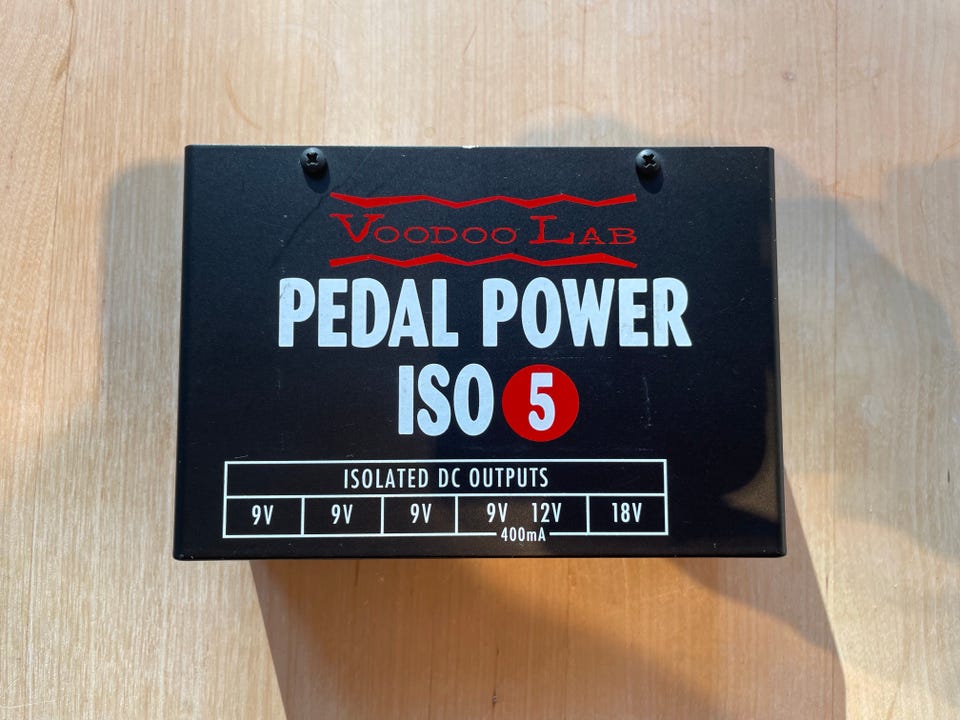 VOODOO LAB
PEDAL POWER
ISO 5
ISOLATED DC OUTPUTS
9V 9V 9V 9V 12V 18V
400mA